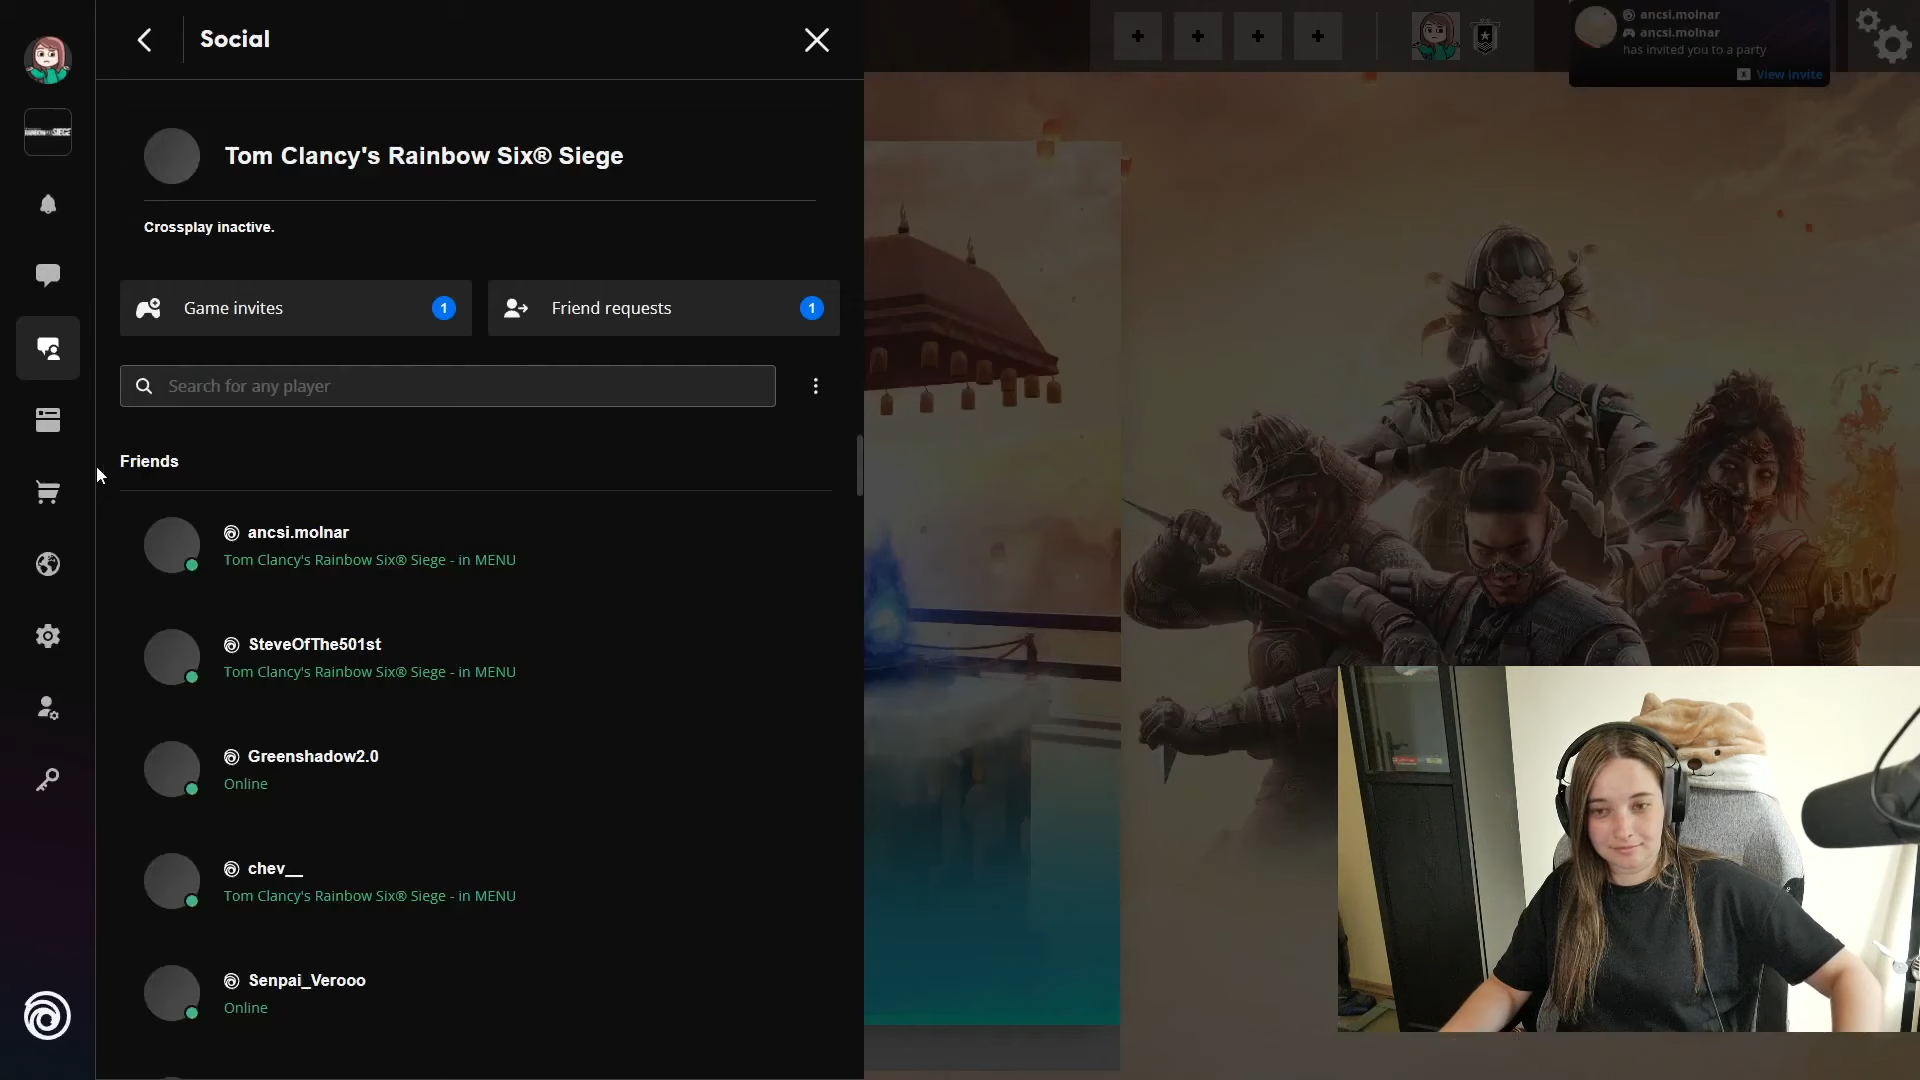 Social
Tom Clancy's Rainbow Six® Siege
Crossplay inactive.
Game invites
1
Friend requests
1
Search for any player
Friends
ancsi.molnar
Tom Clancy's Rainbow Six® Siege - in MENU
SteveOfThe501st
Tom Clancy's Rainbow Six® Siege - in MENU
Greenshadow2.0
Online
chev__
Tom Clancy's Rainbow Six® Siege - in MENU
Senpai_Verooo
Online
ancsi.molnar
ancsi.molnar
has invited you to a party
View invite